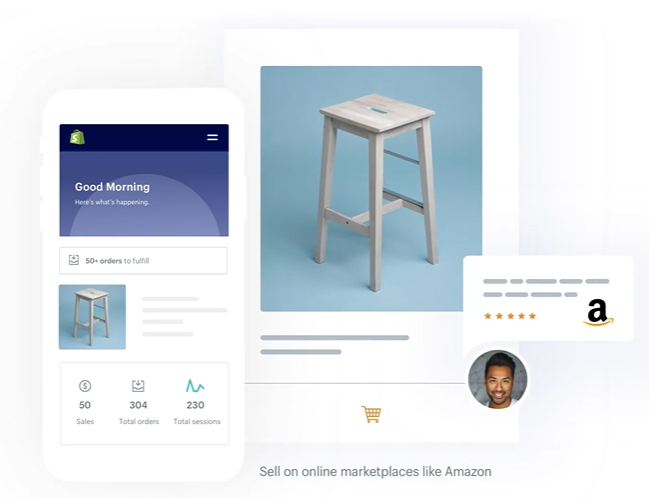 Good Morning
Here's what's happening.
50+ orders to fulfill
50
304
230
Sales
Total orders
Total sessions
a
Sell on online marketplaces like Amazon